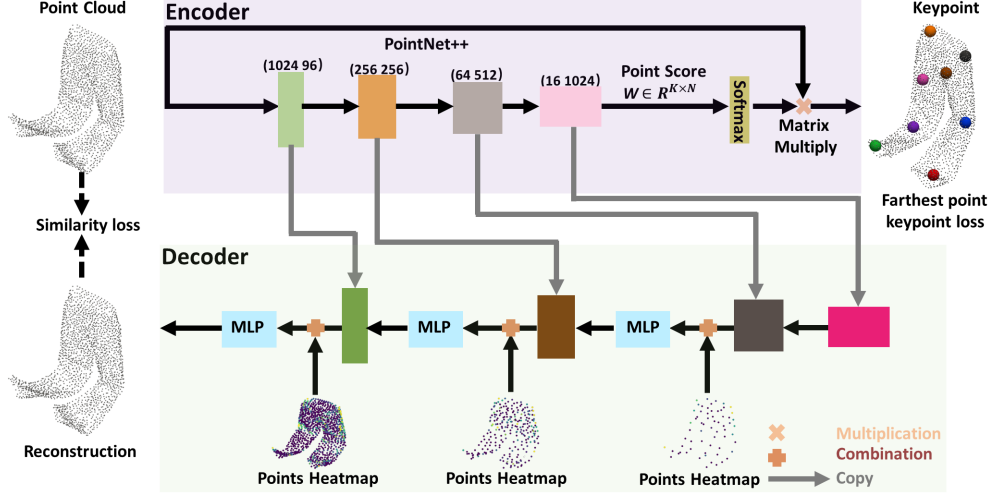 Point Cloud
Encoder
Keypoint
PointNet++
(1024 96)
(256 256)
(64 512)
(16 1024)
Point Score
W ∈ R^{K×N}
Softmax
Matrix
Multiply
Similarity loss
Farthest point
keypoint loss
Decoder
MLP
MLP
MLP
Reconstruction
Points Heatmap
Points Heatmap
Points Heatmap
Multiplication
Combination
Copy